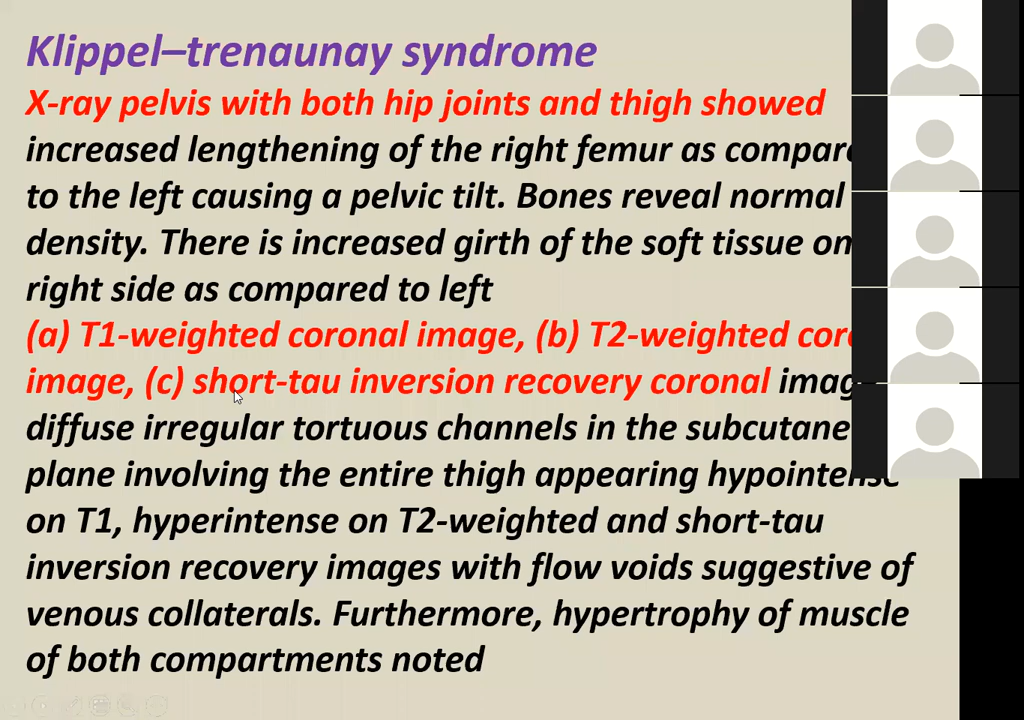 Klippel–trenaunay syndrome
X-ray pelvis with both hip joints and thigh showed
increased lengthening of the right femur as
to the left causing a pelvic tilt. Bones reveal normal
density. There is increased girth of the soft tissue on
right side as compared to left
(a) T1-weighted coronal image, (b) T2-weighted
image, (c) short-tau inversion recovery coronal
diffuse irregular tortuous channels in the
plane involving the entire thigh appearing hypointense
on T1, hyperintense on T2-weighted and short-tau
inversion recovery images with flow voids suggestive of
venous collaterals. Furthermore, hypertrophy of muscle
of both compartments noted